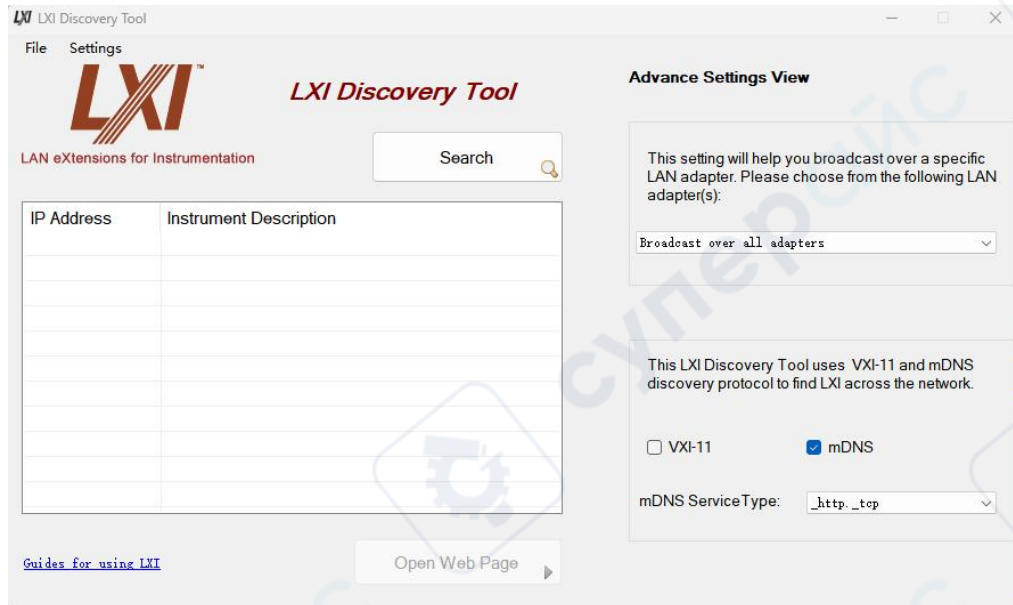 LXI LXI Discovery Tool
File Settings
LXI™
LAN eXtensions for Instrumentation
LXI Discovery Tool
Search
IP Address Instrument Description
Guides for using LXI
Open Web Page
Advance Settings View
This setting will help you broadcast over a specific
LAN adapter. Please choose from the following LAN
adapter(s):
Broadcast over all adapters
This LXI Discovery Tool uses VXI-11 and mDNS
discovery protocol to find LXI across the network.
VXI-11 mDNS
mDNS ServiceType: _http._tcp
суперайс